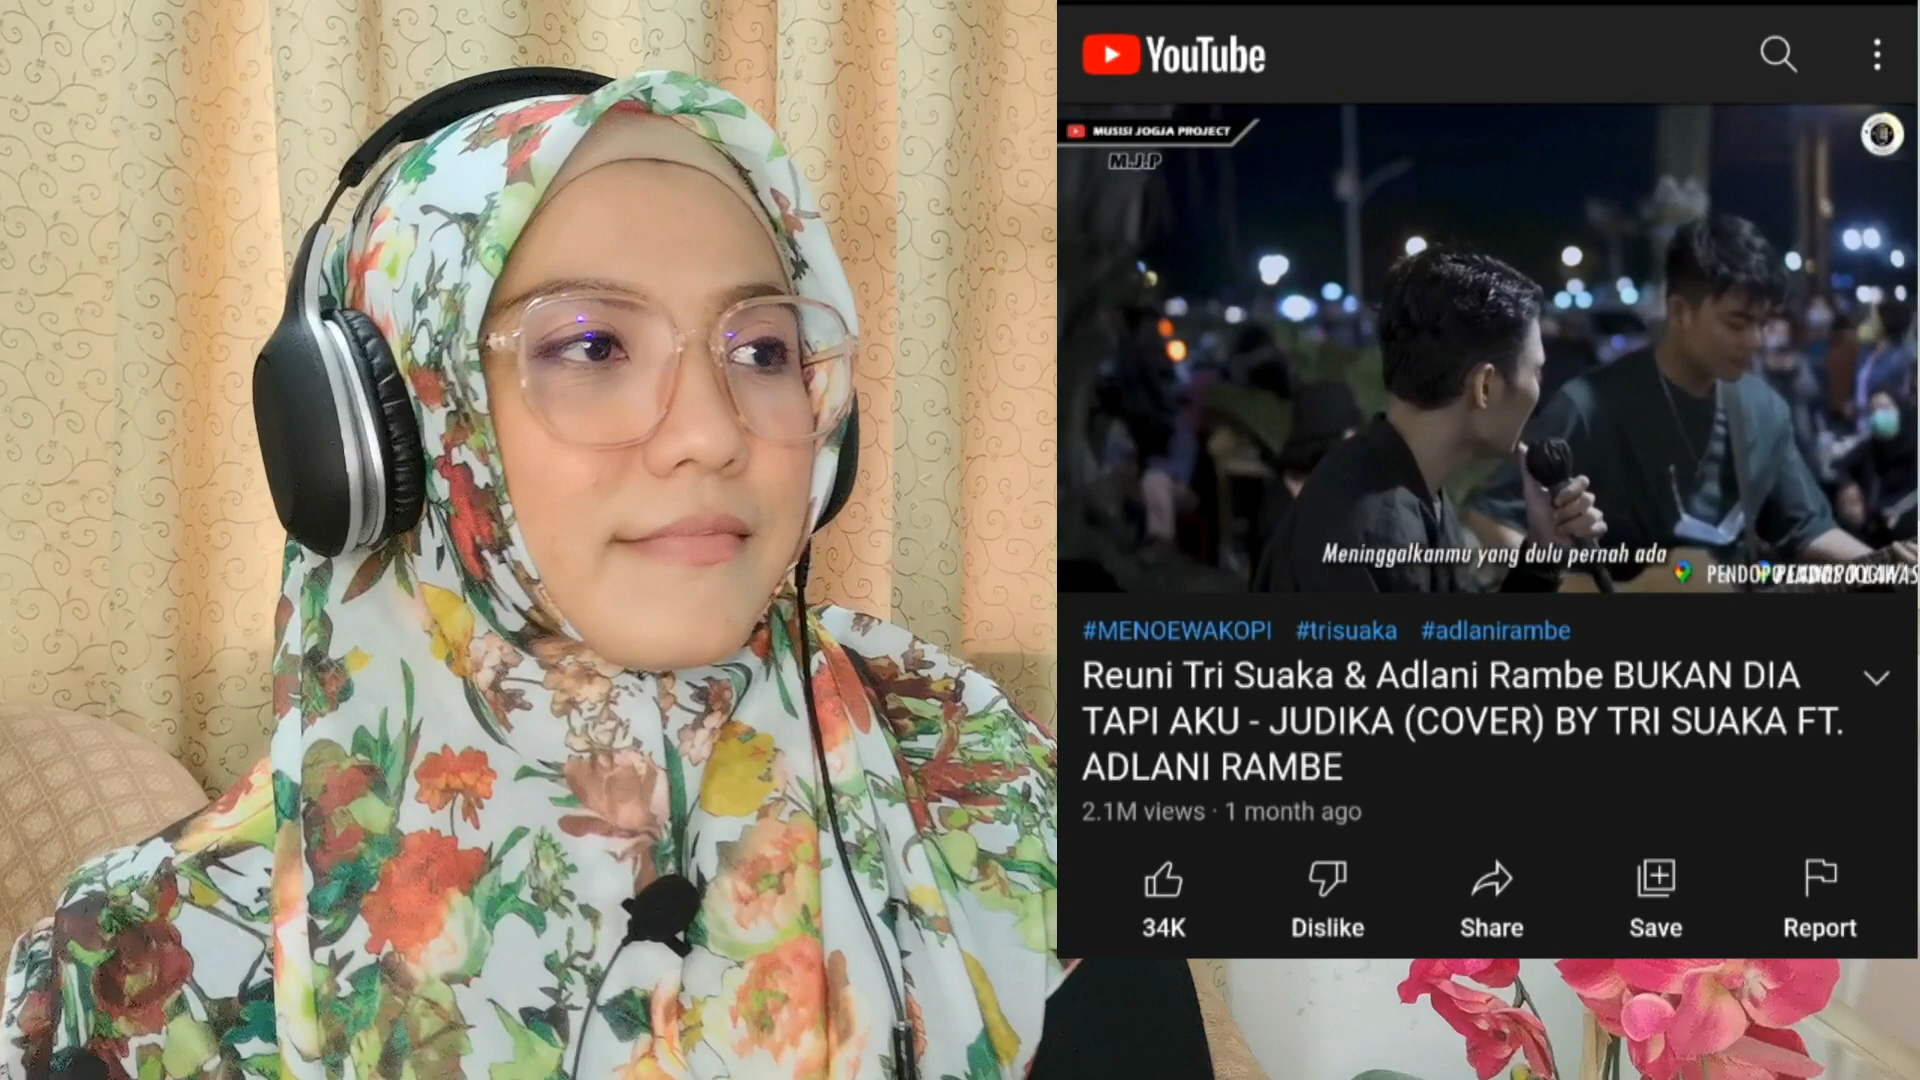 YouTube
MUSISI JOGJA PROJECT
M.J.P
Meninggalkanmu yang dulu pernah ada
#MENOEWAKOPI #trisuaka #adlanirambe
Reuni Tri Suaka & Adlani Rambe BUKAN DIA
TAPI AKU - JUDIKA (COVER) BY TRI SUAKA FT.
ADLANI RAMBE
2.1M views · 1 month ago
34K Dislike Share Save Report